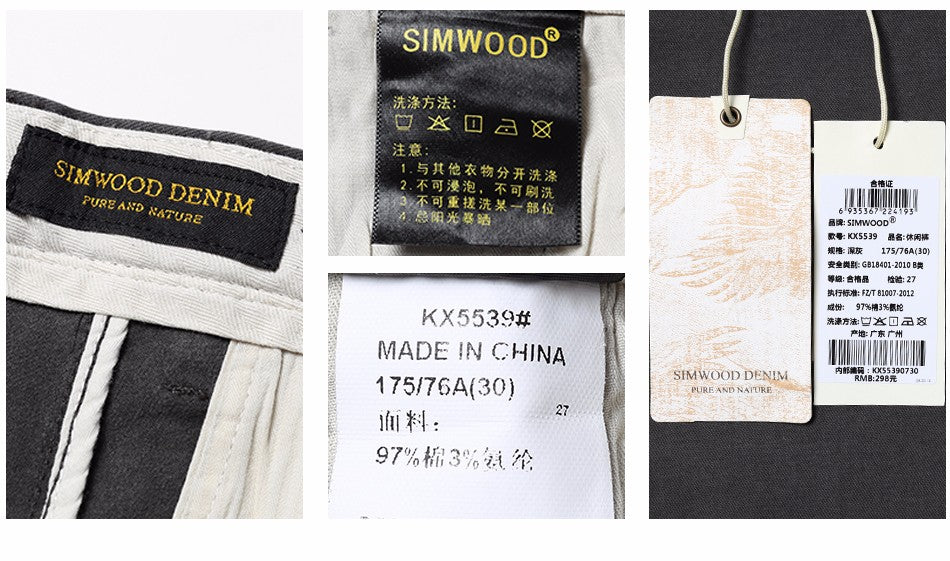 SIMWOOD DENIM
PURE AND NATURE
SIMWOOD®
洗涤方法:
注意:
1. 与其他衣物分开洗涤
2. 不可浸泡，不可刷洗
3. 不可重搓洗某一部位
4. 忌阳光暴晒
KX5539#
MADE IN CHINA
175/76A(30)
面料:
27
97%棉3%氨纶
SIMWOOD DENIM
PURE AND NATURE
合格证
6 935367 224193
品牌: SIMWOOD®
款号: KX5539 品名: 休闲裤
规格: 深灰 175/76A(30)
安全类别: GB18401-2010 B类
等级: 合格品 检验: 27
执行标准: FZ/T 81007-2012
成份: 97%棉3%氨纶
洗涤方法:
产地: 广东 广州
内部编码: KX55390730
RMB:298元